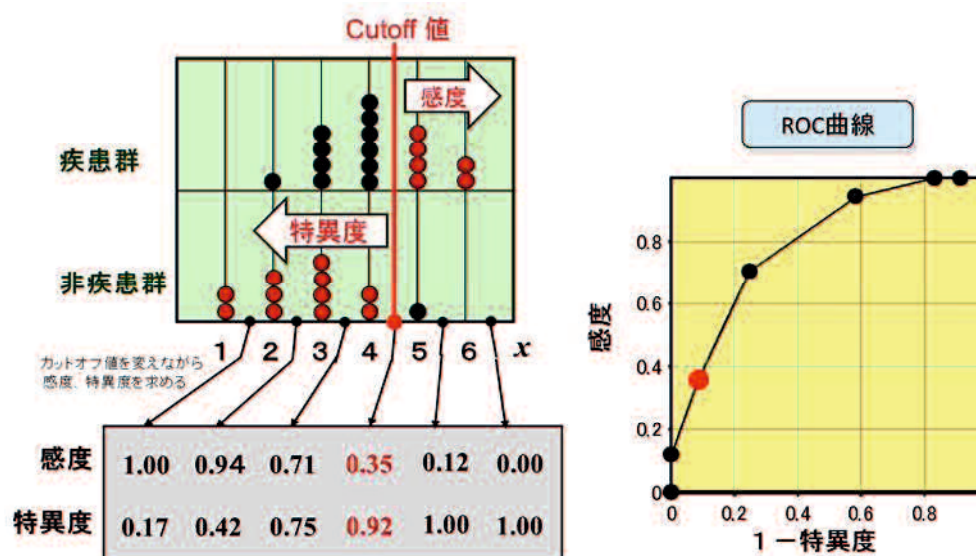 Cutoff 値
感度
疾患群
特異度
非疾患群
1 2 3 4 5 6 x
カットオフ値を変えながら
感度、特異度を求める
感度 1.00 0.94 0.71 0.35 0.12 0.00
特異度 0.17 0.42 0.75 0.92 1.00 1.00
ROC曲線
感度
0.8
0.6
0.4
0.2
0
0 0.2 0.4 0.6 0.8
1－特異度